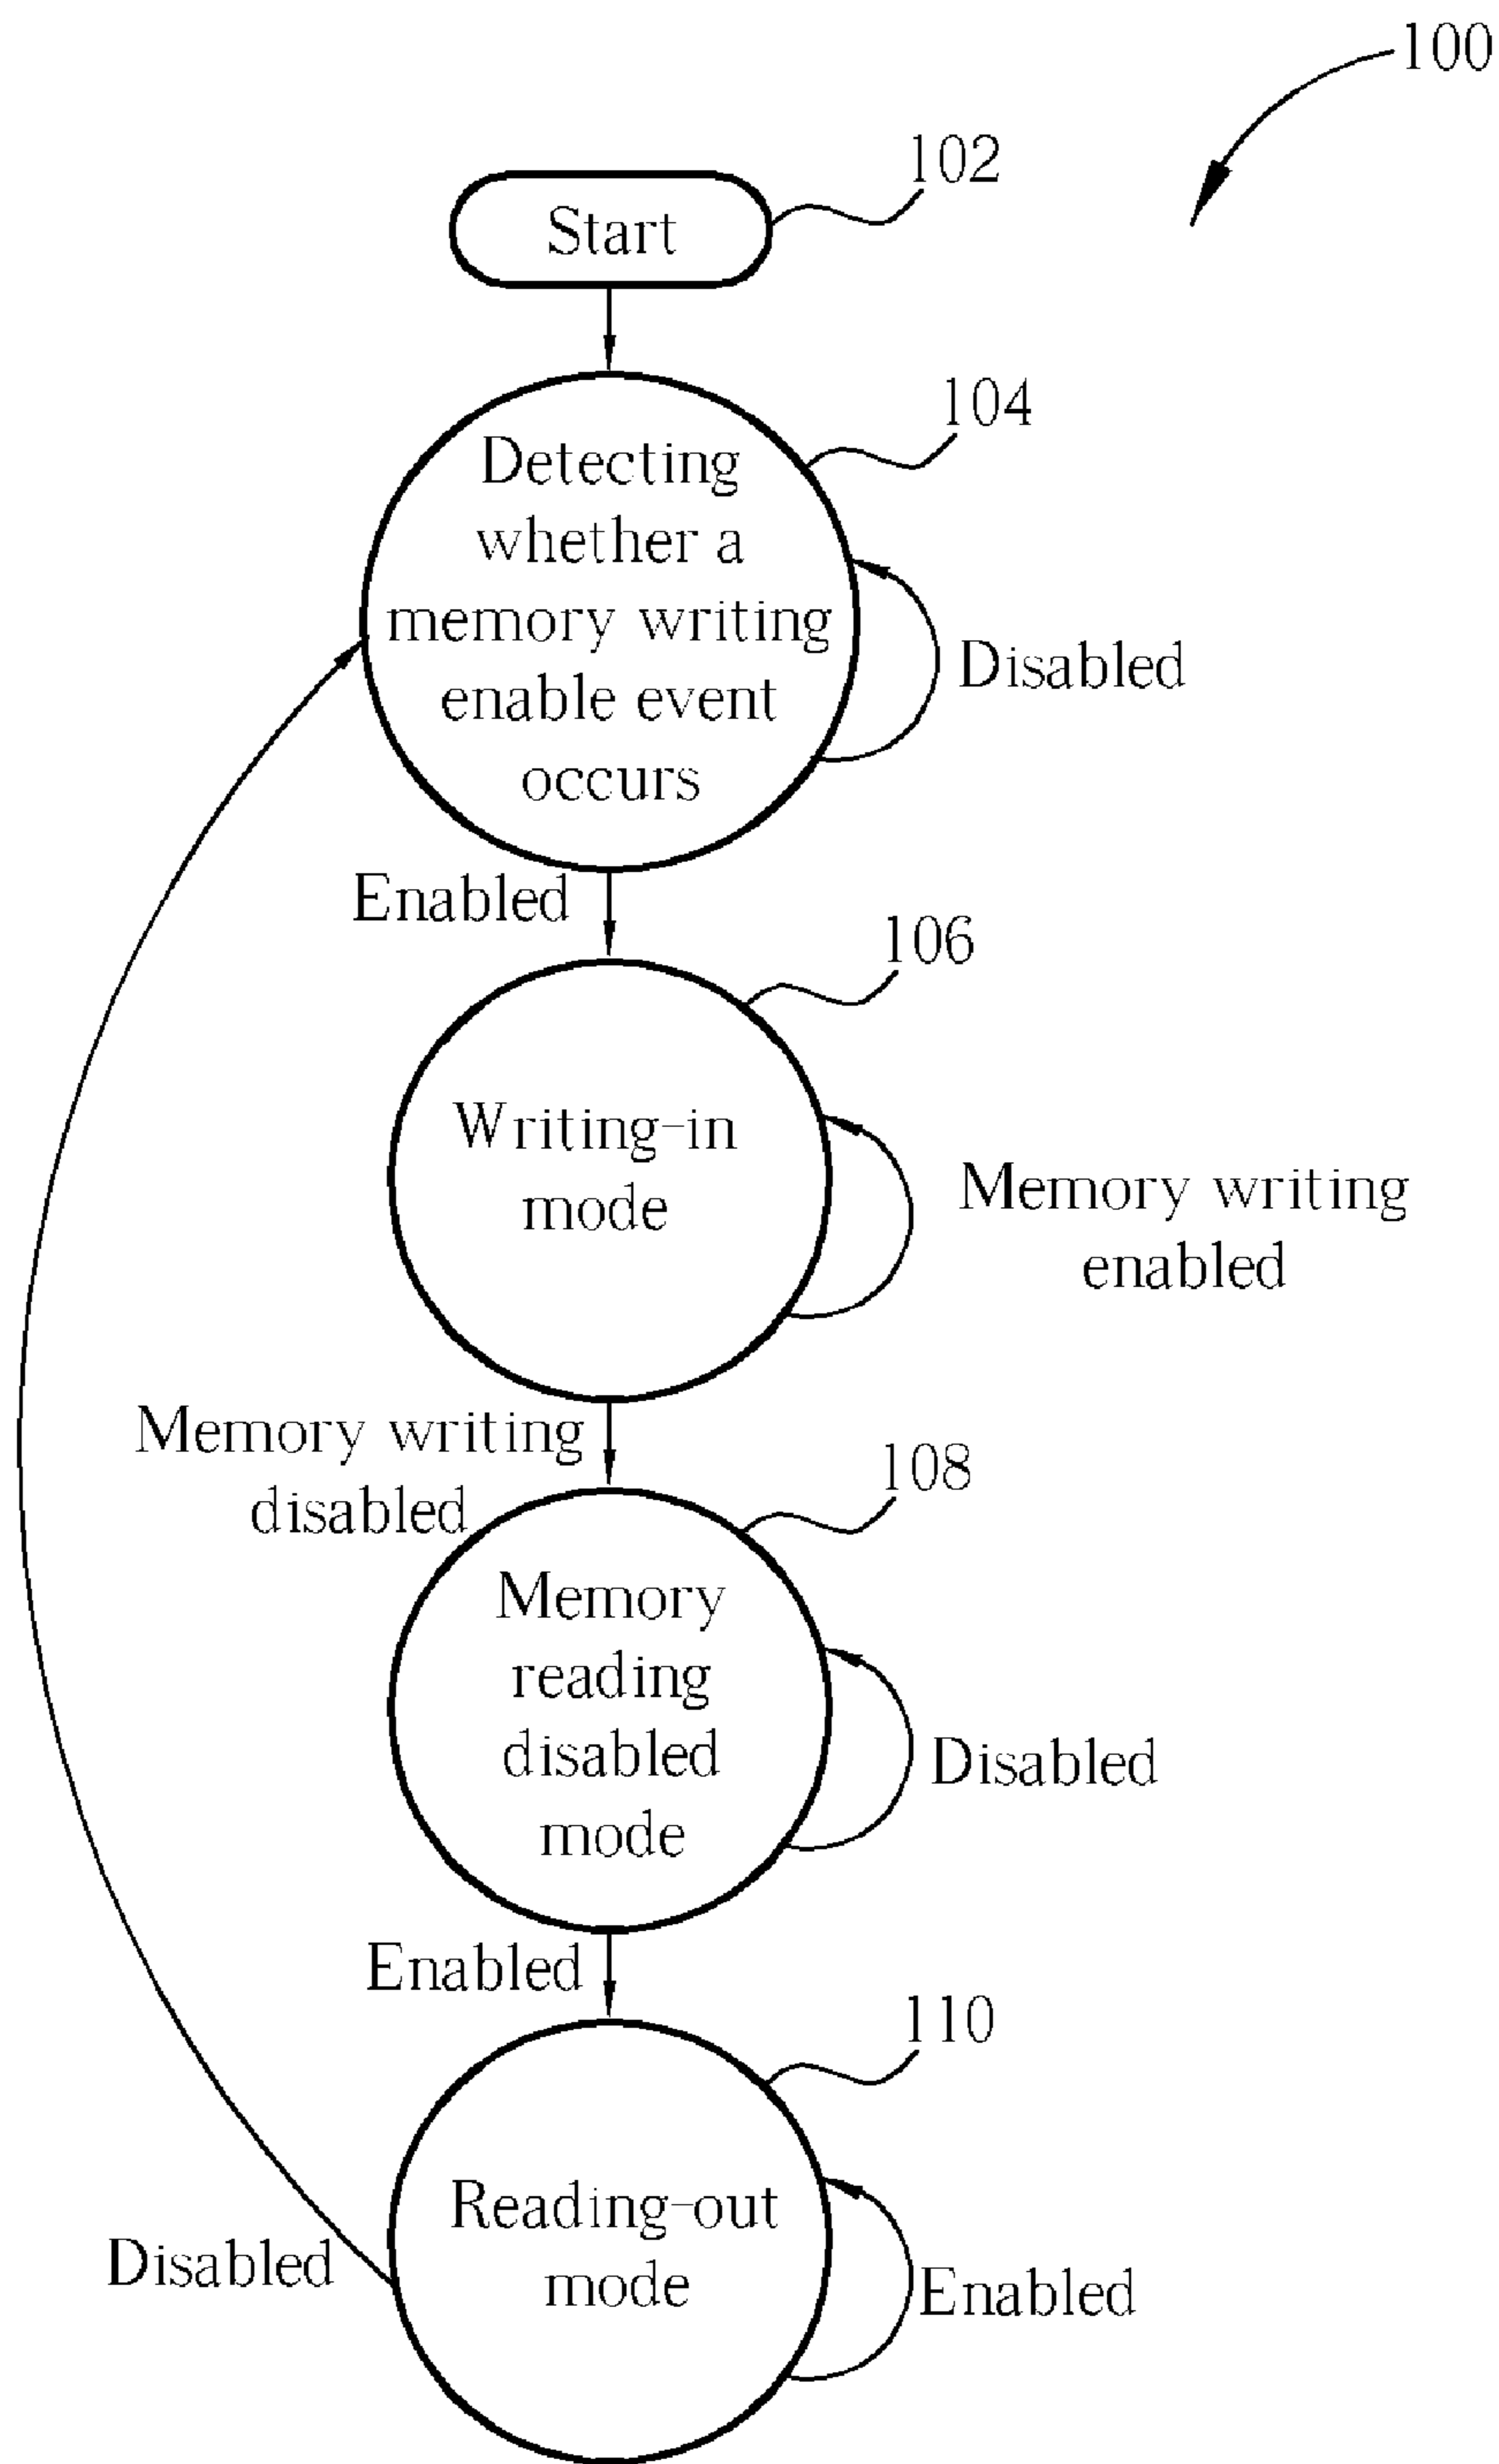 100
102
Start
104
Detecting
whether a
memory writing
enable event
occurs
Disabled
Enabled
106
Writing-in
mode
Memory writing
enabled
Memory writing
disabled
108
Memory
reading
disabled
mode
Disabled
Enabled
110
Reading-out
mode
Disabled
Enabled